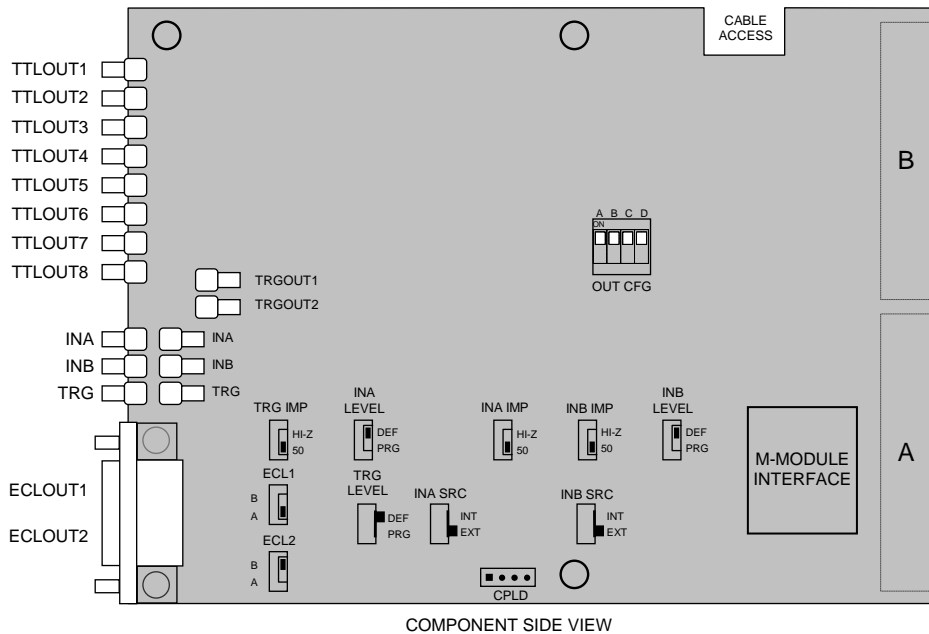 CABLE
ACCESS
TTLOUT1
TTLOUT2
TTLOUT3
TTLOUT4
TTLOUT5
TTLOUT6
TTLOUT7
TTLOUT8
B
A B C D
ON
OUT CFG
TRGOUT1
TRGOUT2
INA
INA
INB
INB
TRG
TRG
TRG IMP
HI-Z
50
INA
LEVEL
DEF
PRG
INA IMP
HI-Z
50
INB IMP
HI-Z
50
INB
LEVEL
DEF
PRG
M-MODULE
INTERFACE
A
ECLOUT1
ECLOUT2
ECL1
B
A
TRG
LEVEL
DEF
PRG
INA SRC
INT
EXT
INB SRC
INT
EXT
ECL2
B
A
CPLD
COMPONENT SIDE VIEW